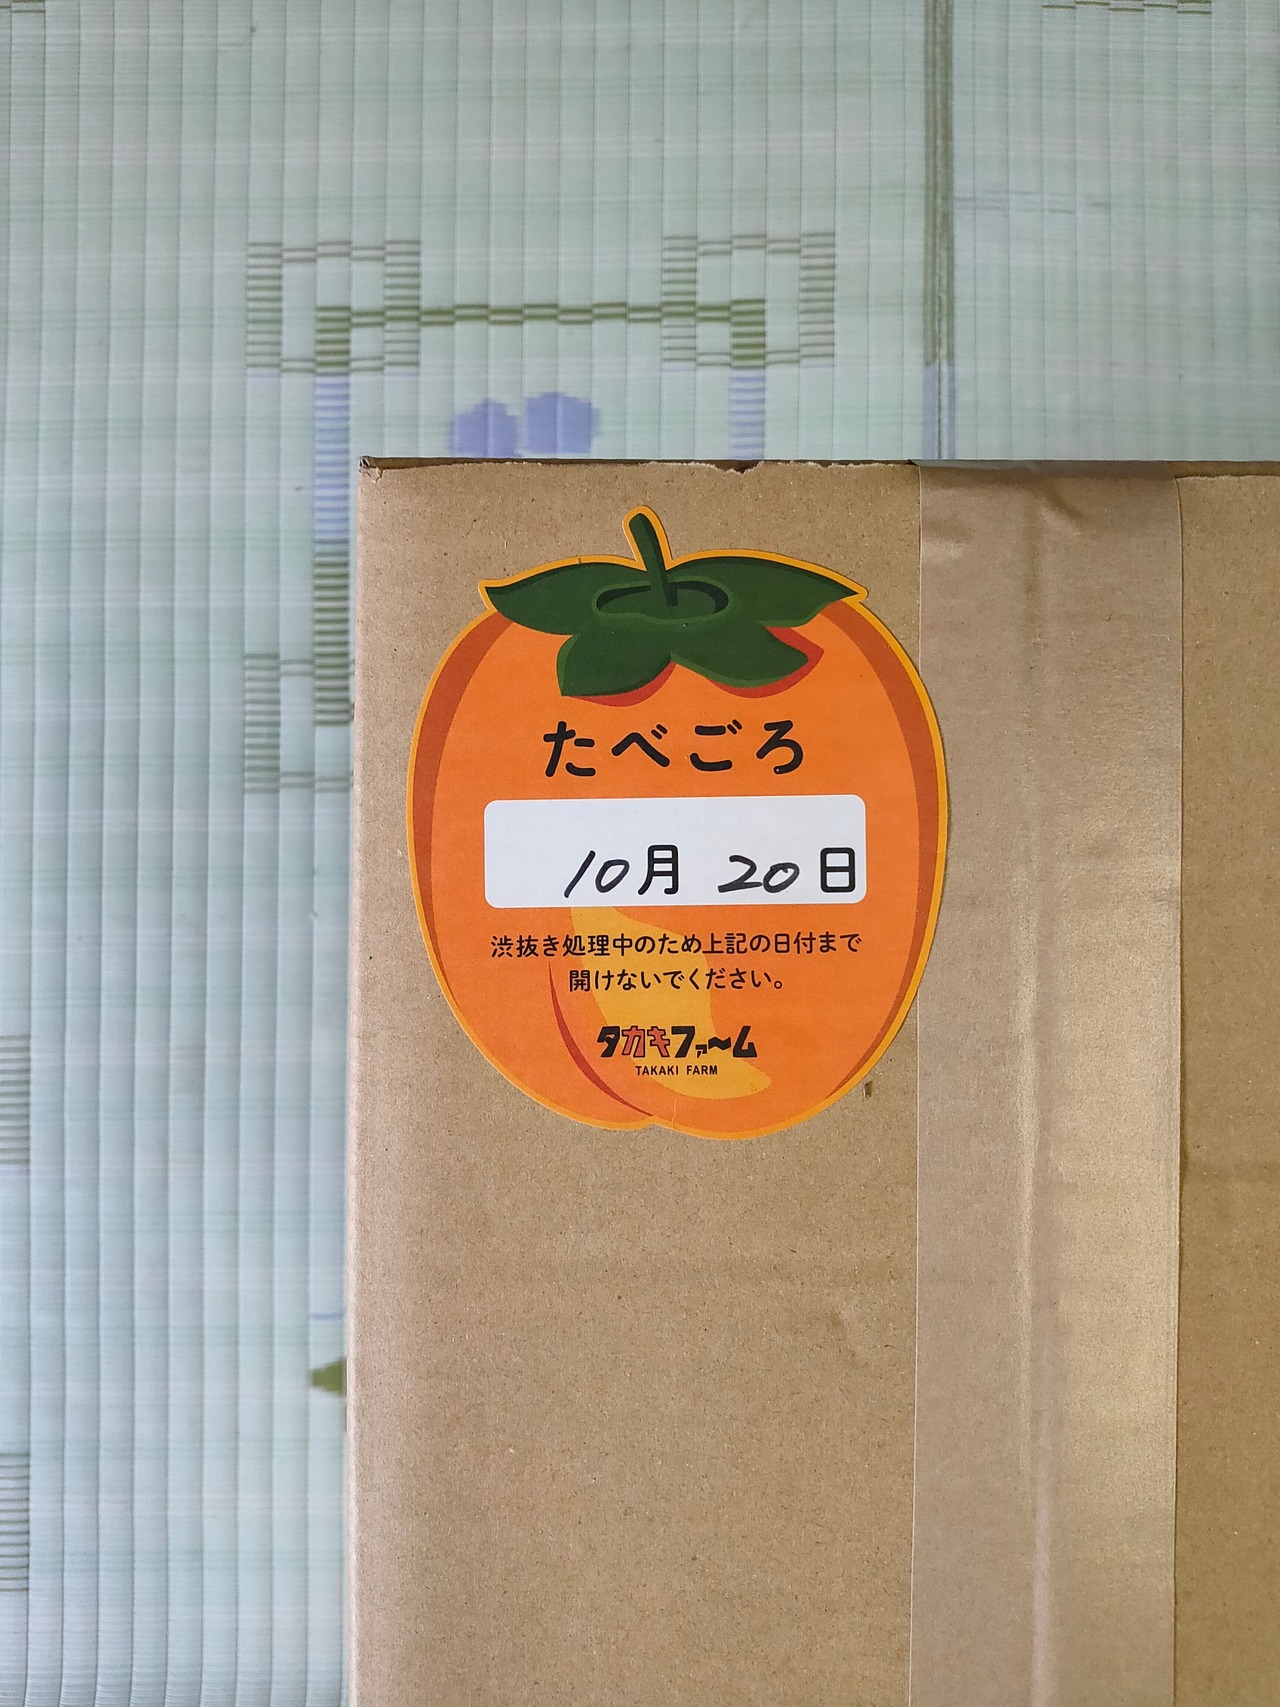 たべごろ
10月 20日
渋抜き処理中のため上記の日付まで
開けないでください。
タカキファ〜ム
TAKAKI FARM